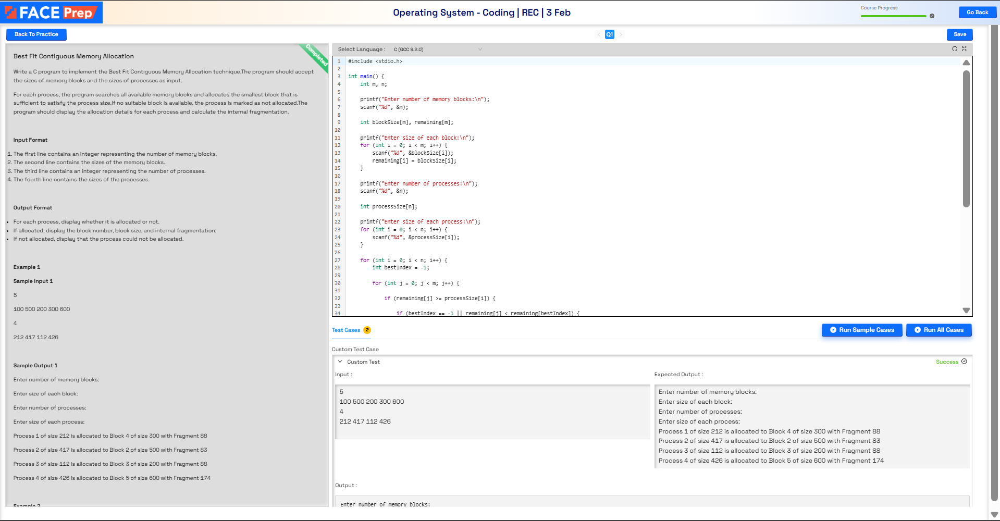 FACE Prep
Operating System - Coding | REC | 3 Feb
Course Progress
Go Back
Back To Practice
Q1
Save
Completed
Best Fit Contiguous Memory Allocation
Write a C program to implement the Best Fit Contiguous Memory Allocation technique.The program should accept
the sizes of memory blocks and the sizes of processes as input.
For each process, the program searches all available memory blocks and allocates the smallest block that is
sufficient to satisfy the process size.If no suitable block is available, the process is marked as not allocated.The
program should display the allocation details for each process and calculate the internal fragmentation.
Input Format
1. The first line contains an integer representing the number of memory blocks.
2. The second line contains the sizes of the memory blocks.
3. The third line contains an integer representing the number of processes.
4. The fourth line contains the sizes of the processes.
Output Format
• For each process, display whether it is allocated or not.
• If allocated, display the block number, block size, and internal fragmentation.
• If not allocated, display that the process could not be allocated.
Example 1
Sample Input 1
5
100 500 200 300 600
4
212 417 112 426
Sample Output 1
Enter number of memory blocks:
Enter size of each block:
Enter number of processes:
Enter size of each process:
Process 1 of size 212 is allocated to Block 4 of size 300 with Fragment 88
Process 2 of size 417 is allocated to Block 2 of size 500 with Fragment 83
Process 3 of size 112 is allocated to Block 3 of size 200 with Fragment 88
Process 4 of size 426 is allocated to Block 5 of size 600 with Fragment 174
Example 2
Select Language : C (GCC 9.2.0)
1 #include <stdio.h>
2
3 int main() {
4 int m, n;
5
6 printf("Enter number of memory blocks:\n");
7 scanf("%d", &m);
8
9 int blockSize[m], remaining[m];
10
11 printf("Enter size of each block:\n");
12 for (int i = 0; i < m; i++) {
13 scanf("%d", &blockSize[i]);
14 remaining[i] = blockSize[i];
15 }
16
17 printf("Enter number of processes:\n");
18 scanf("%d", &n);
19
20 int processSize[n];
21
22 printf("Enter size of each process:\n");
23 for (int i = 0; i < n; i++) {
24 scanf("%d", &processSize[i]);
25 }
26
27 for (int i = 0; i < n; i++) {
28 int bestIndex = -1;
29
30 for (int j = 0; j < m; j++) {
31
32 if (remaining[j] >= processSize[i]) {
33
34 if (bestIndex == -1 || remaining[j] < remaining[bestIndex]) {
Test Cases 2
Run Sample Cases
Run All Cases
Custom Test Case
Custom Test
Success
Input :
5
100 500 200 300 600
4
212 417 112 426
Expected Output :
Enter number of memory blocks:
Enter size of each block:
Enter number of processes:
Enter size of each process:
Process 1 of size 212 is allocated to Block 4 of size 300 with Fragment 88
Process 2 of size 417 is allocated to Block 2 of size 500 with Fragment 83
Process 3 of size 112 is allocated to Block 3 of size 200 with Fragment 88
Process 4 of size 426 is allocated to Block 5 of size 600 with Fragment 174
Output :
Enter number of memory blocks: